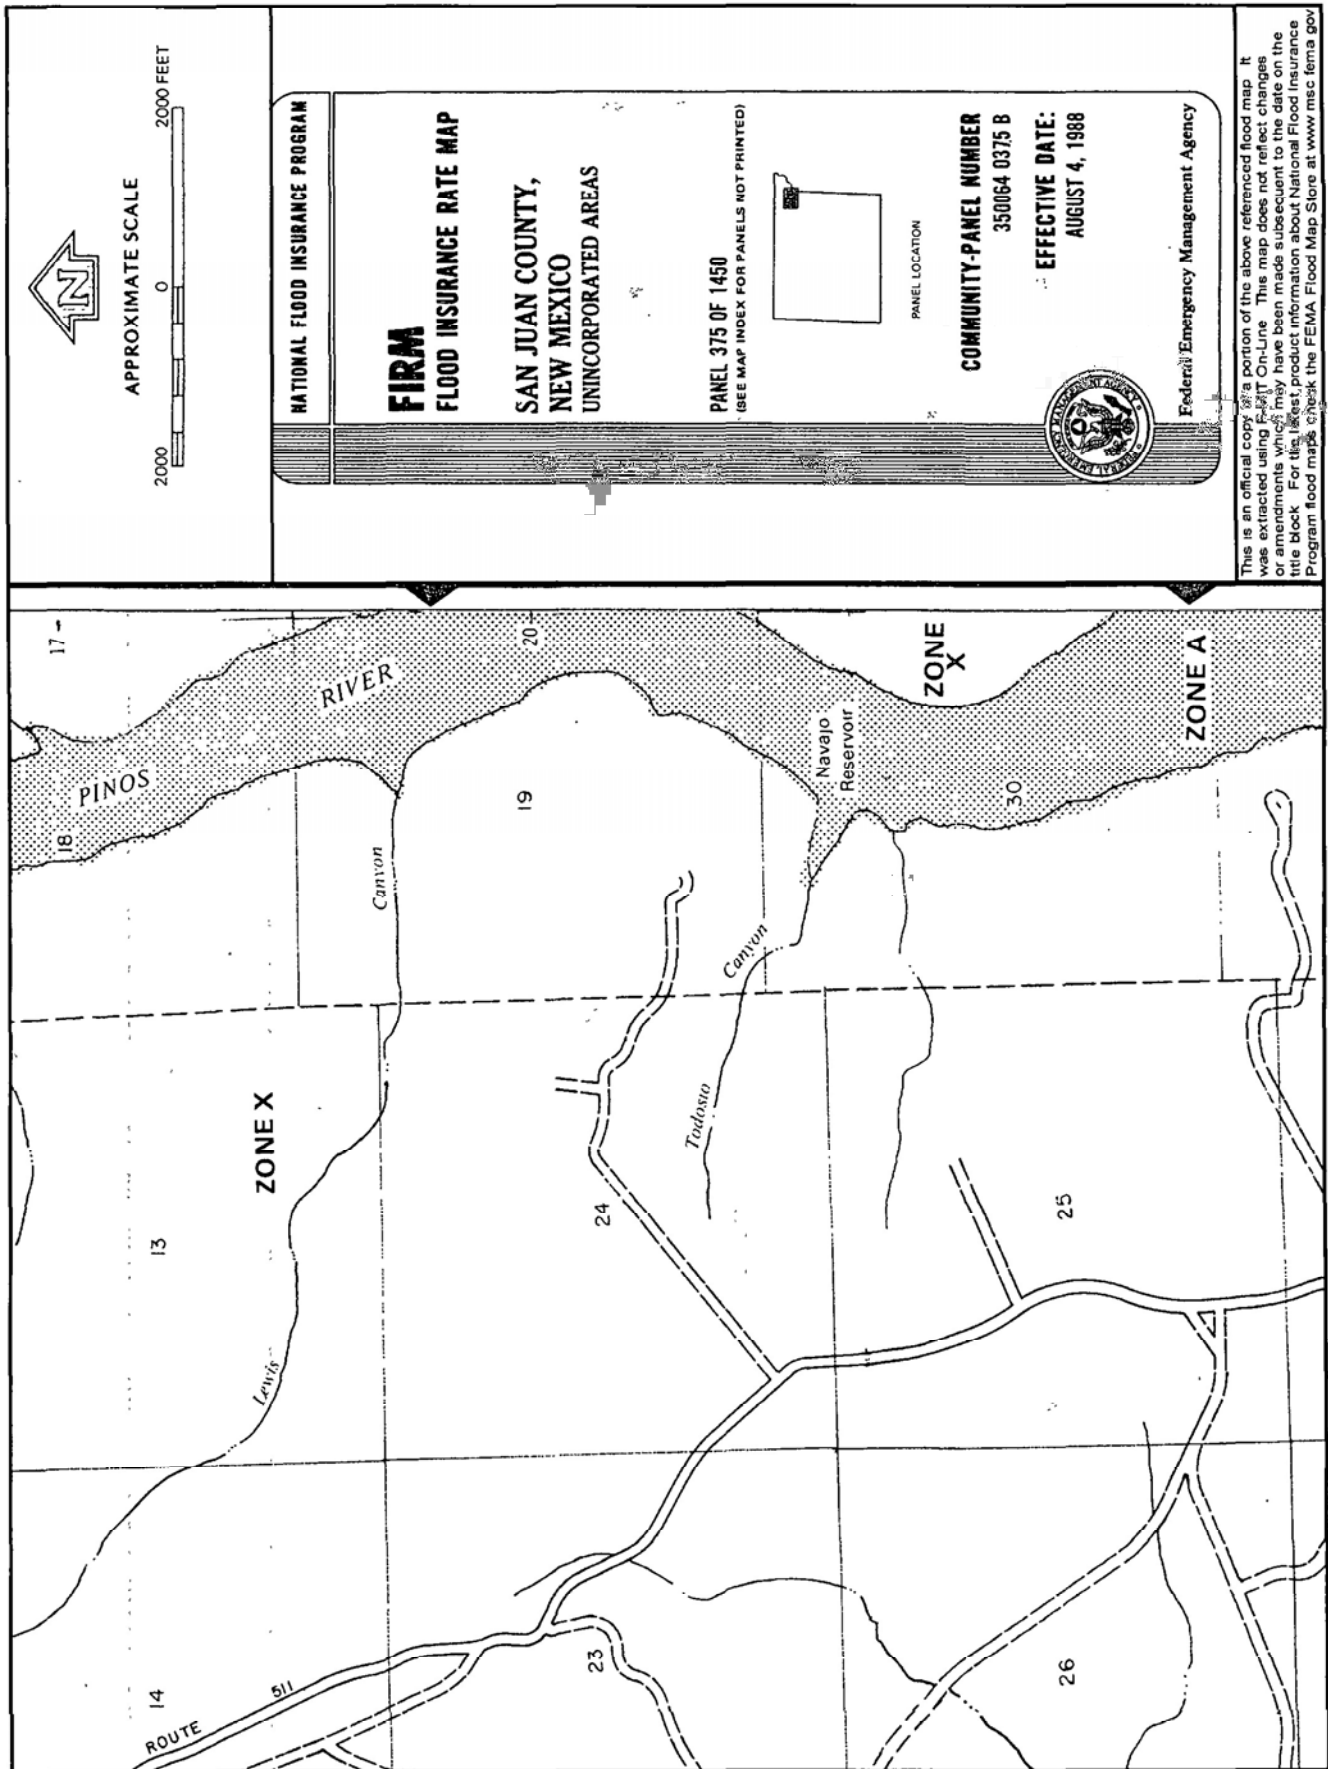 APPROXIMATE SCALE
2000 0 2000 FEET
N
NATIONAL FLOOD INSURANCE PROGRAM
FIRM
FLOOD INSURANCE RATE MAP
SAN JUAN COUNTY,
NEW MEXICO
UNINCORPORATED AREAS
PANEL 375 OF 1450
(SEE MAP INDEX FOR PANELS NOT PRINTED)
PANEL LOCATION
COMMUNITY-PANEL NUMBER
350064 0375 B
EFFECTIVE DATE:
AUGUST 4, 1988
FEDERAL EMERGENCY MANAGEMENT AGENCY
Federal Emergency Management Agency
This is an official copy of a portion of the above referenced flood map It
was extracted using F-MIT On-Line This map does not reflect changes
or amendments which may have been made subsequent to the date on the
title block For the latest product information about National Flood Insurance
Program flood maps check the FEMA Flood Map Store at www msc fema gov
17
PINOS
RIVER
18
20
19
Canyon
ZONE
X
ZONE A
Navajo
Reservoir
30
Canyon
Todosio
ZONE X
13
24
25
Lewis
14
ROUTE
511
23
26